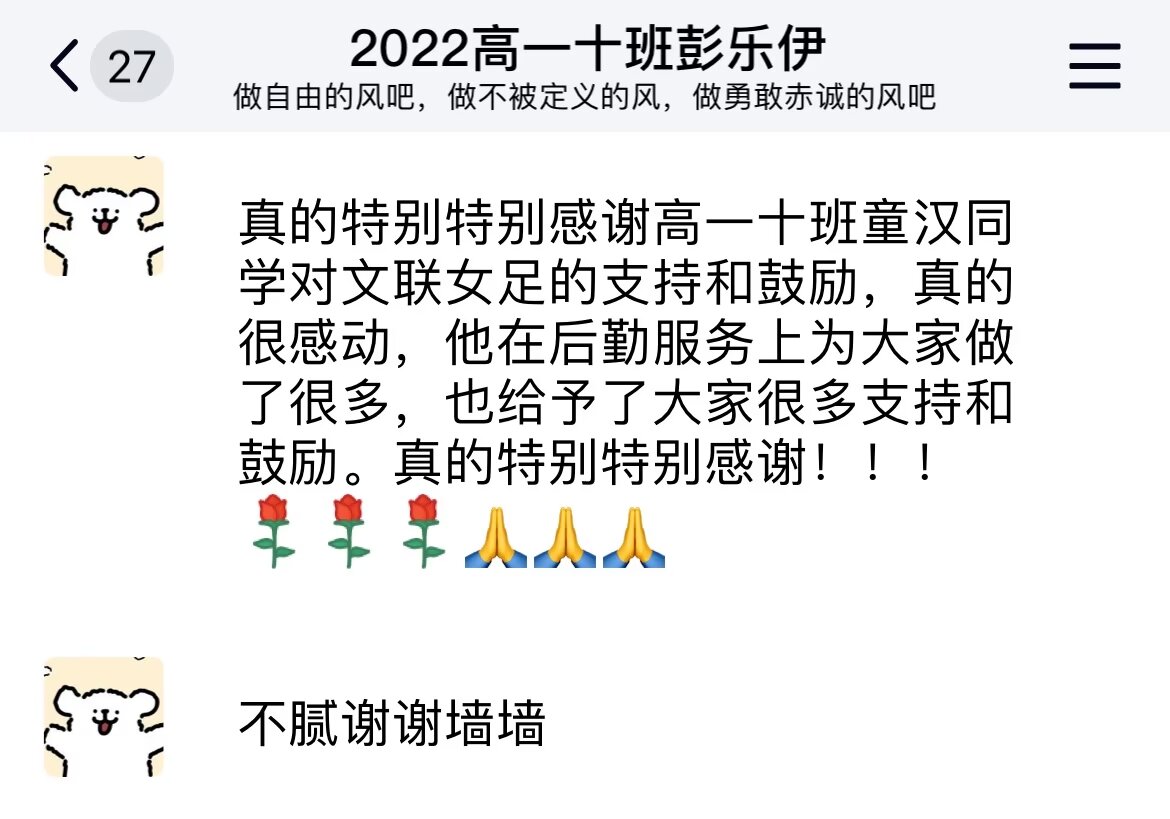 27
2022高一十班彭乐伊
做自由的风吧，做不被定义的风，做勇敢赤诚的风吧
真的特别特别感谢高一十班童汉同
学对文联女足的支持和鼓励，真的
很感动，他在后勤服务上为大家做
了很多，也给予了大家很多支持和
鼓励。真的特别特别感谢！！！
🌹🌹🌹🙏🙏🙏
不腻谢谢墙墙